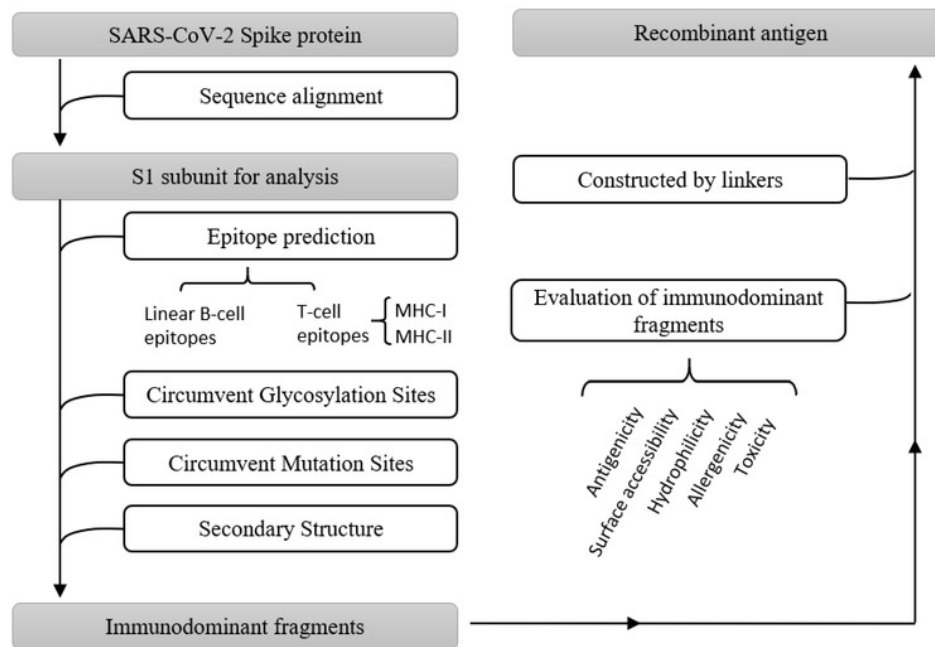 SARS-CoV-2 Spike protein
Sequence alignment
S1 subunit for analysis
Epitope prediction
Linear B-cell
epitopes
T-cell
epitopes
MHC-I
MHC-II
Circumvent Glycosylation Sites
Circumvent Mutation Sites
Secondary Structure
Immunodominant fragments
Recombinant antigen
Constructed by linkers
Evaluation of immunodominant
fragments
Antigenicity
Surface accessibility
Hydrophilicity
Allergenicity
Toxicity